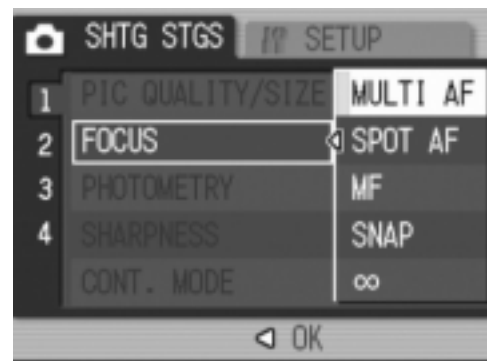 SHTG STGS SETUP
1 PIC QUALITY/SIZE MULTI AF
2 FOCUS SPOT AF
3 PHOTOMETRY MF
4 SHARPNESS SNAP
CONT. MODE ∞
OK